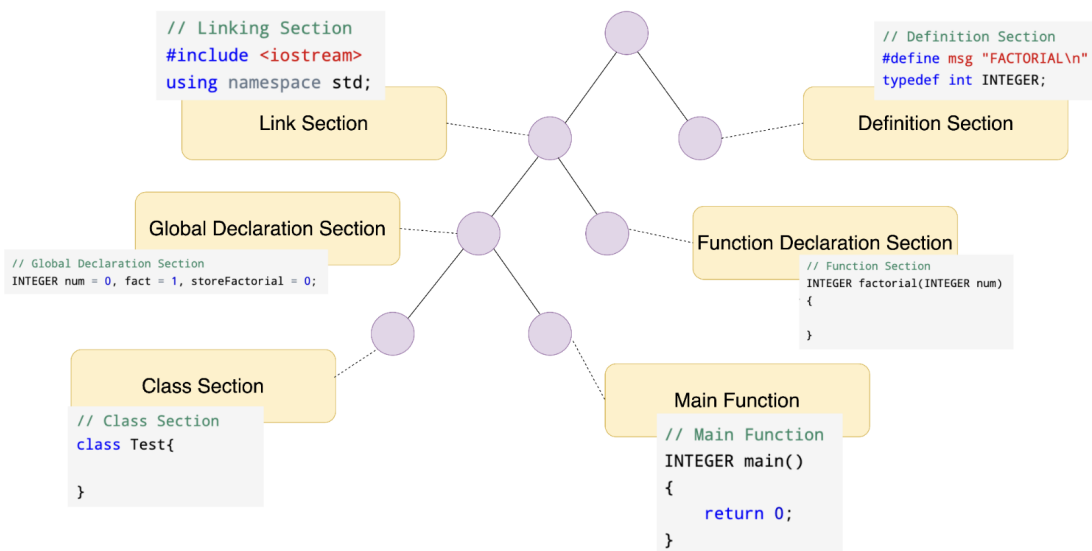 // Linking Section
#include <iostream>
using namespace std;
Link Section
// Definition Section
#define msg "FACTORIAL\n"
typedef int INTEGER;
Definition Section
Global Declaration Section
// Global Declaration Section
INTEGER num = 0, fact = 1, storeFactorial = 0;
Function Declaration Section
// Function Section
INTEGER factorial(INTEGER num)
{
}
Class Section
// Class Section
class Test{
}
Main Function
// Main Function
INTEGER main()
{
return 0;
}